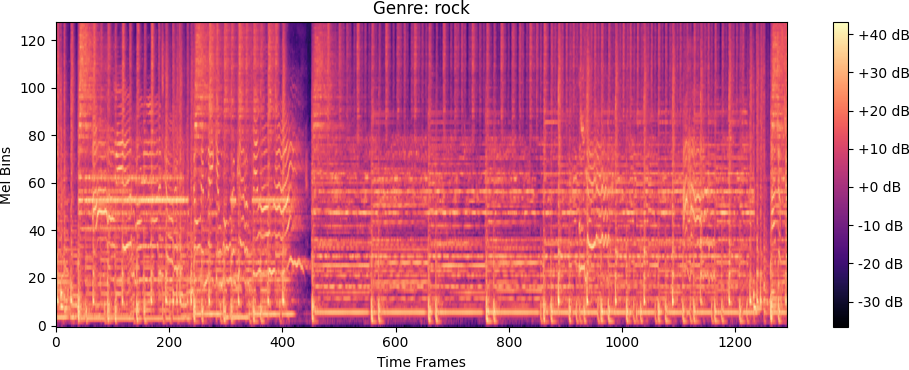 Genre: rock
120
100
80
60
40
20
0
Mel Bins
0 200 400 600 800 1000 1200
Time Frames
+40 dB
+30 dB
+20 dB
+10 dB
+0 dB
-10 dB
-20 dB
-30 dB